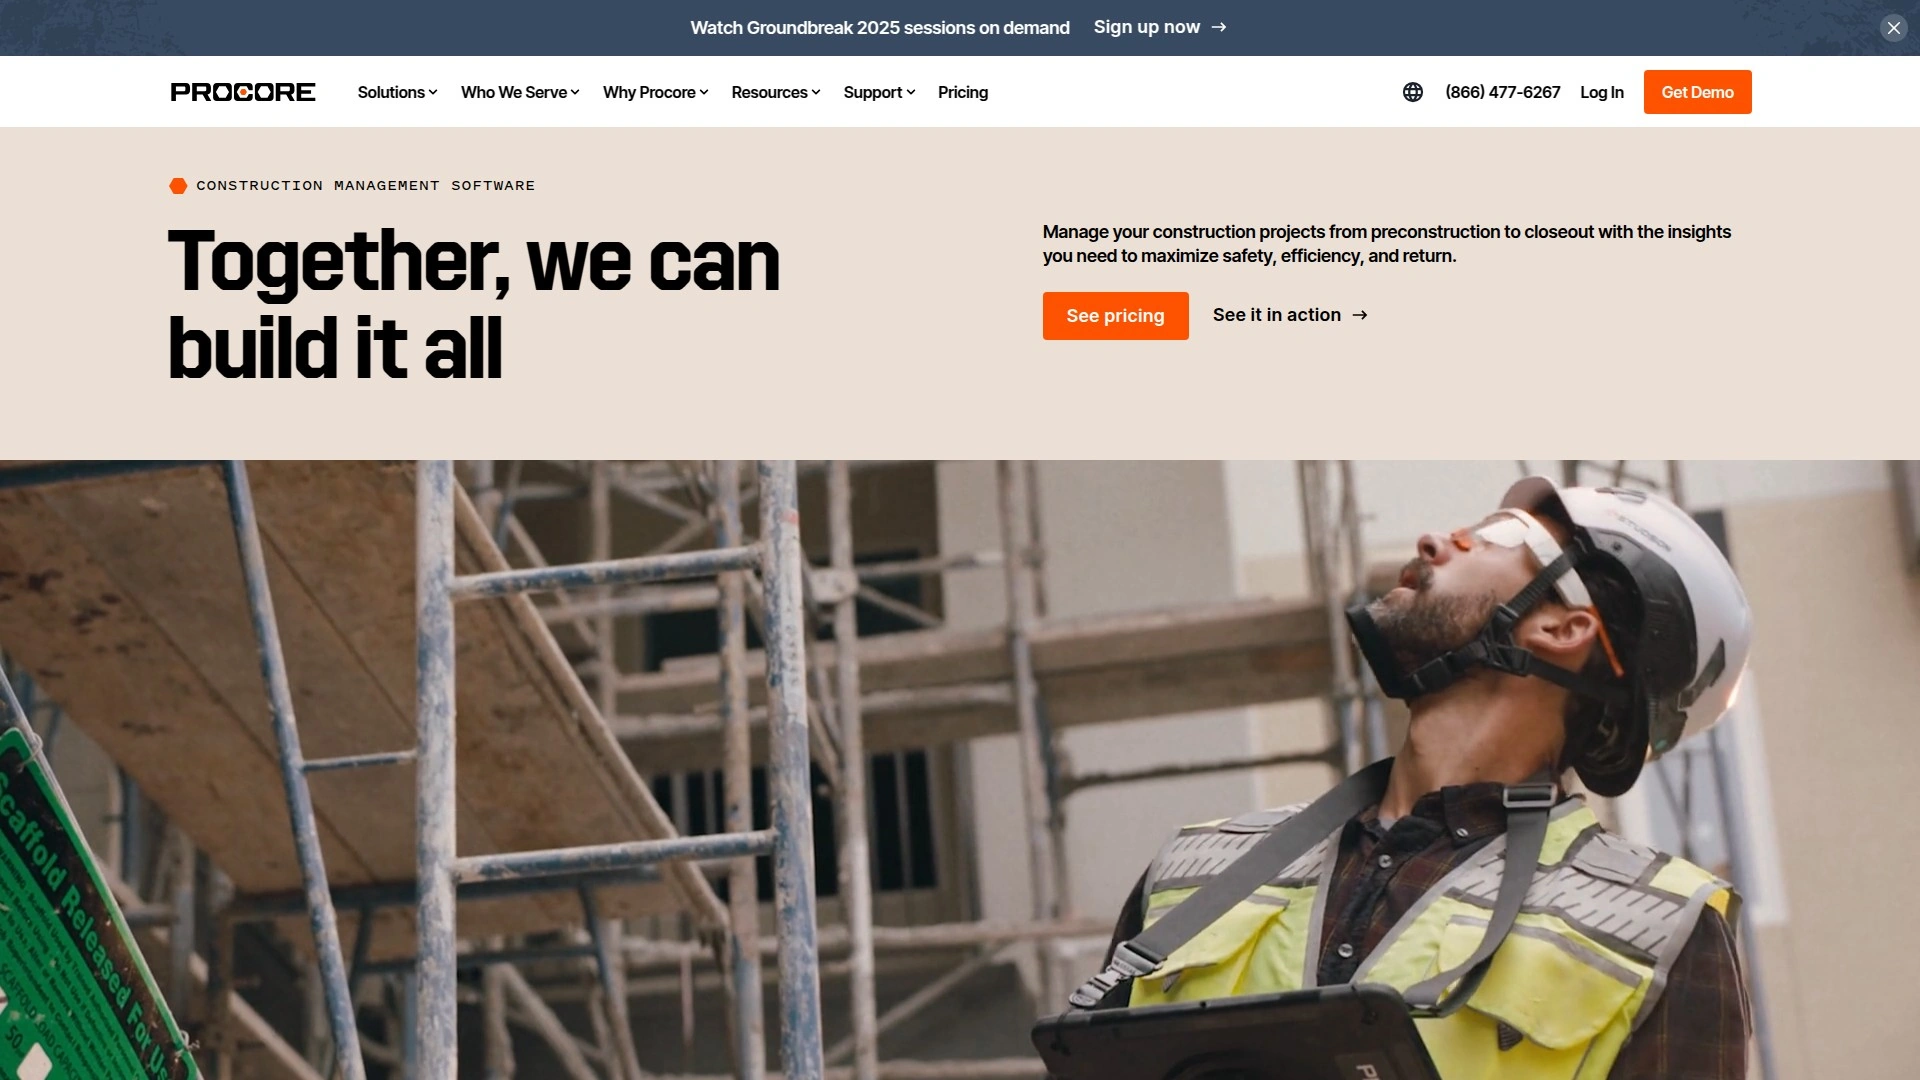 Watch Groundbreak 2025 sessions on demand Sign up now →
PROCORE Solutions Who We Serve Why Procore Resources Support Pricing (866) 477-6267 Log In Get Demo
CONSTRUCTION MANAGEMENT SOFTWARE
Together, we can
build it all
Manage your construction projects from preconstruction to closeout with the insights
you need to maximize safety, efficiency, and return.
See pricing See it in action →
STUDSON
Scaffold Released For Us